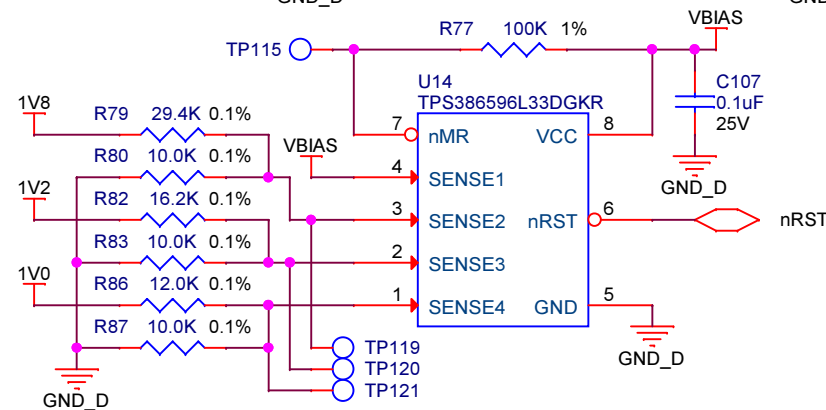 GND_D
GND
VBIAS
R77 100K 1%
TP115
U14
TPS386596L33DGKR
C107
0.1uF
25V
1V8
R79 29.4K 0.1%
7 nMR VCC 8
R80 10.0K 0.1%
VBIAS
4 SENSE1
GND_D
1V2
R82 16.2K 0.1%
3 SENSE2 nRST 6 nRST
R83 10.0K 0.1%
2 SENSE3
1V0
R86 12.0K 0.1%
1 SENSE4 GND 5
R87 10.0K 0.1%
TP119
GND_D
TP120
TP121
GND_D